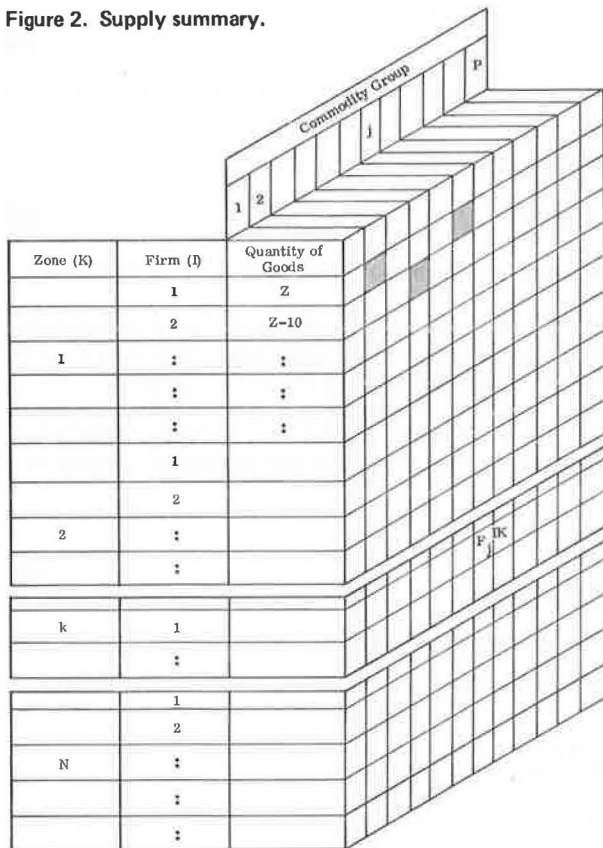 Figure 2. Supply summary.
Commodity Group
1 2 j p
Zone (K) Firm (I) Quantity of Goods
1 Z
2 Z-10
1 : :
: :
: :
1
2
2 :
:
F j IK
k 1
:
1
2
N :
:
: